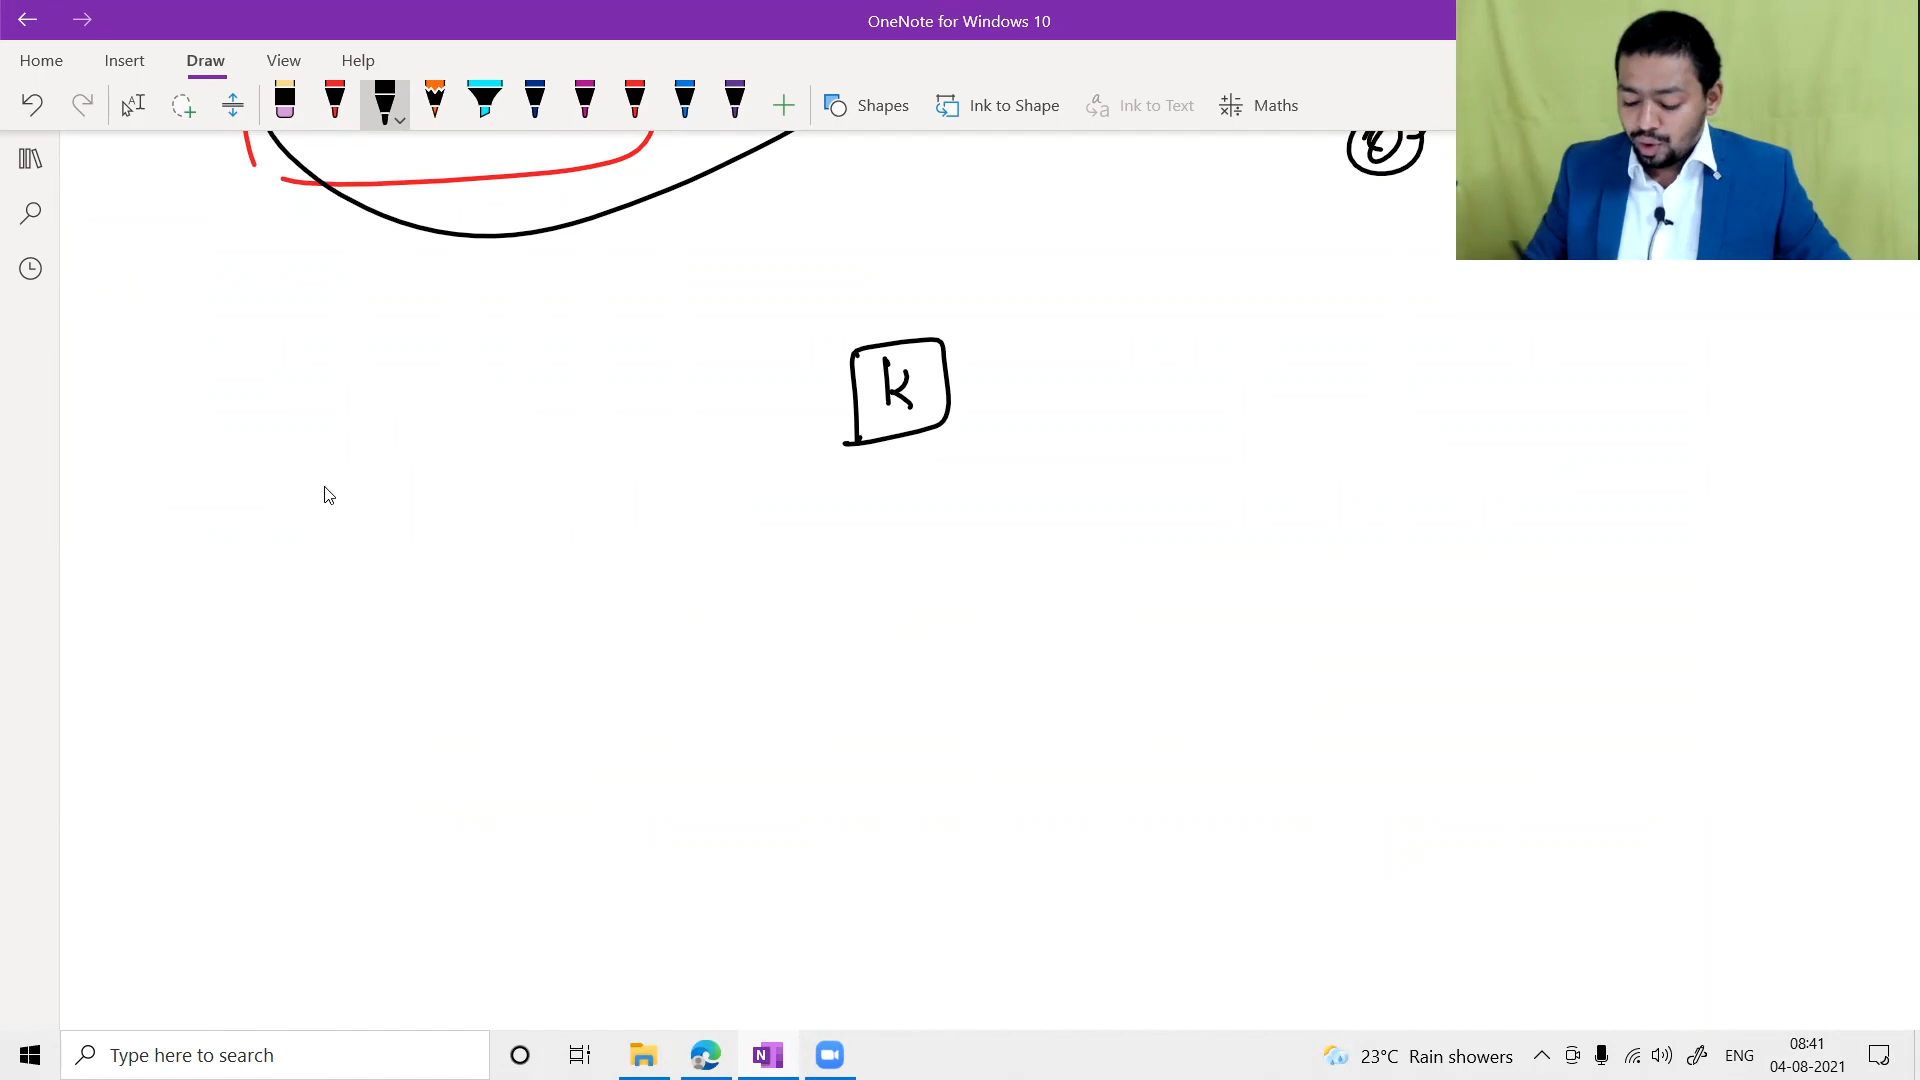 OneNote for Windows 10
Home Insert Draw View Help
Shapes Ink to Shape Ink to Text Maths
K
Type here to search
23°C Rain showers
ENG
08:41
04-08-2021